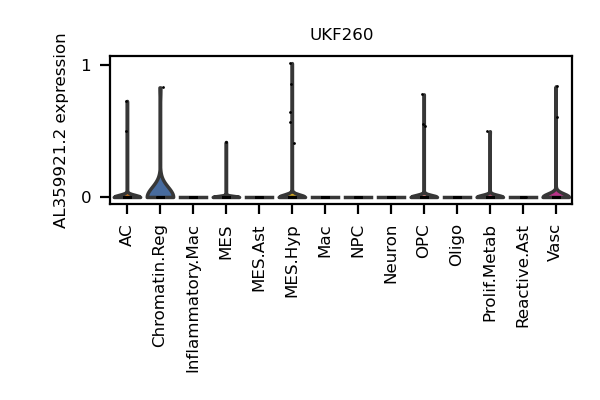 UKF260
AL359921.2 expression
1
0
AC
Chromatin.Reg
Inflammatory.Mac
MES
MES.Ast
MES.Hyp
Mac
NPC
Neuron
OPC
Oligo
Prolif.Metab
Reactive.Ast
Vasc